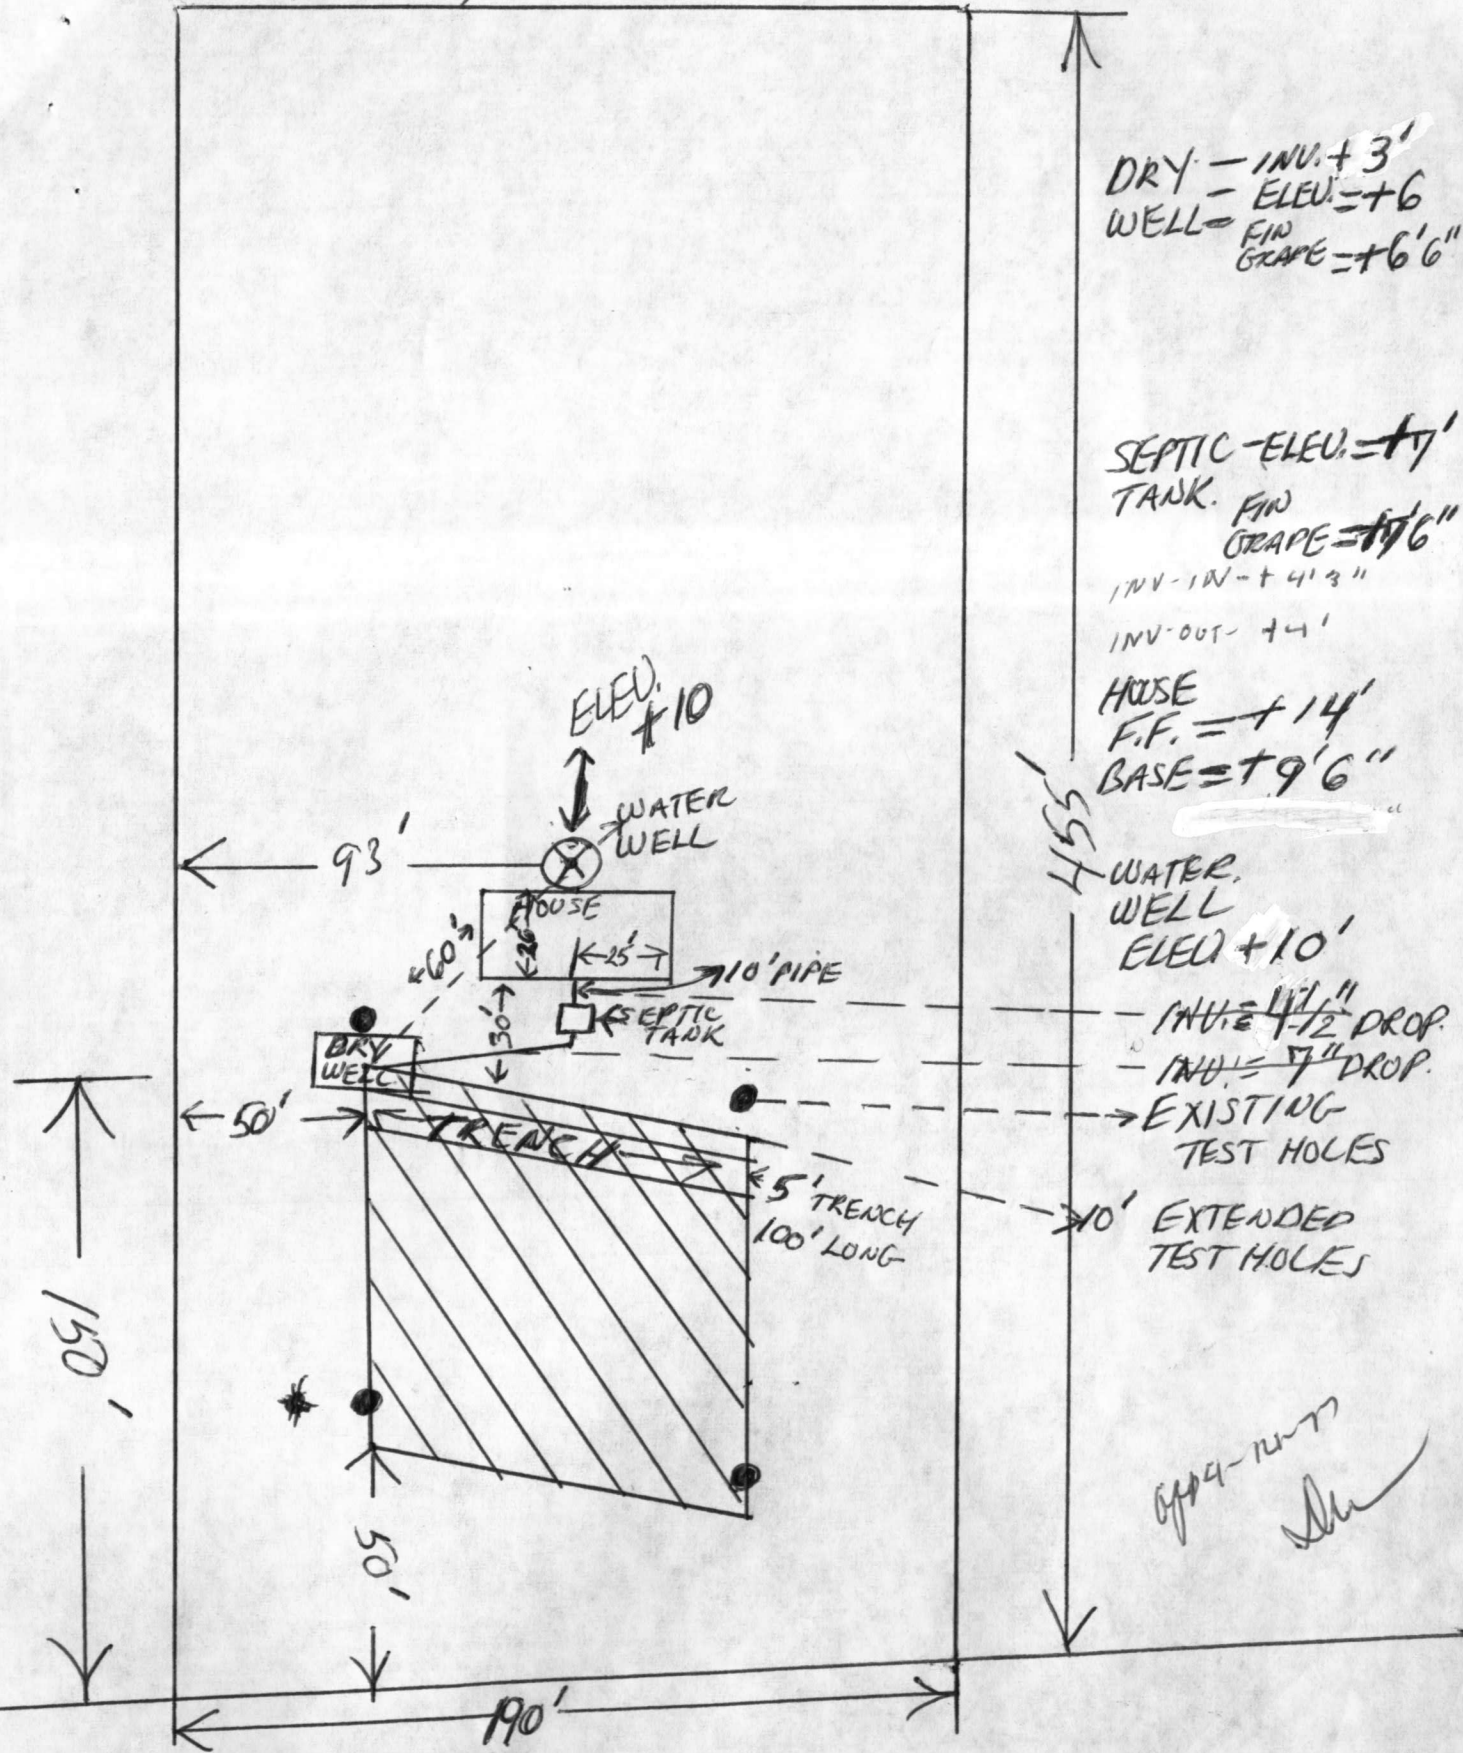 DRY - INV. + 3'
WELL - ELEV. = +6
FIN
GRAPE = +6'6"
SEPTIC - ELEV. = +7'
TANK.
FIN
GRAPE = +7'6"
INV-IN - + 4'3"
INV-OUT - +4'
HOUSE
F.F. = + 14'
BASE = + 9'6"
ELEV.
+10
WATER
WELL
93'
455'
WATER.
WELL
ELEV +10'
HOUSE
26'
25'
60'
10' PIPE
SEPTIC
TANK
30'
DRY
WELL
INV. = 4 1/2" DROP.
INV. = 7" DROP.
EXISTING
TEST HOLES
50'
TRENCH
5' TRENCH
100' LONG
10' EXTENDED
TEST HOLES
150'
*
50'
190'